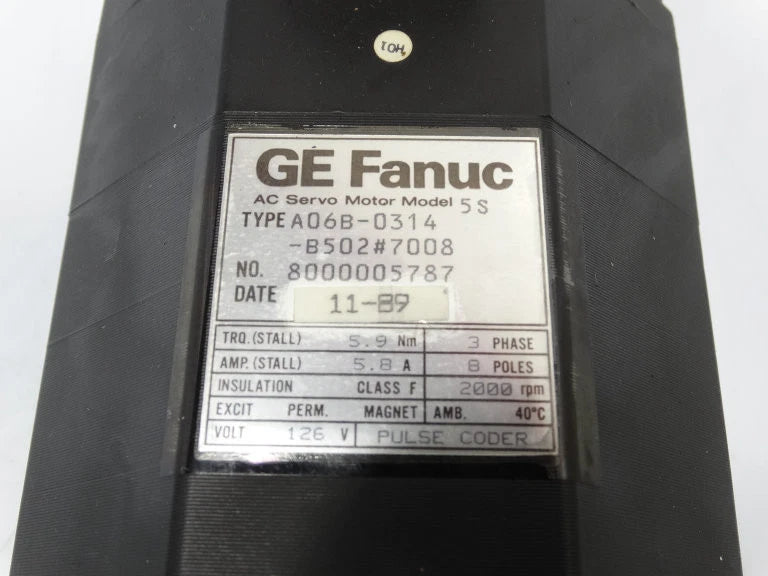 H01
GE Fanuc
AC Servo Motor Model 5S
TYPE A06B-0314
-B502#7008
NO. 8000005787
DATE 11-89
TRQ.(STALL) 5.9 Nm 3 PHASE
AMP.(STALL) 5.8 A 8 POLES
INSULATION CLASS F 2000 rpm
EXCIT PERM. MAGNET AMB. 40°C
VOLT 126 V PULSE CODER